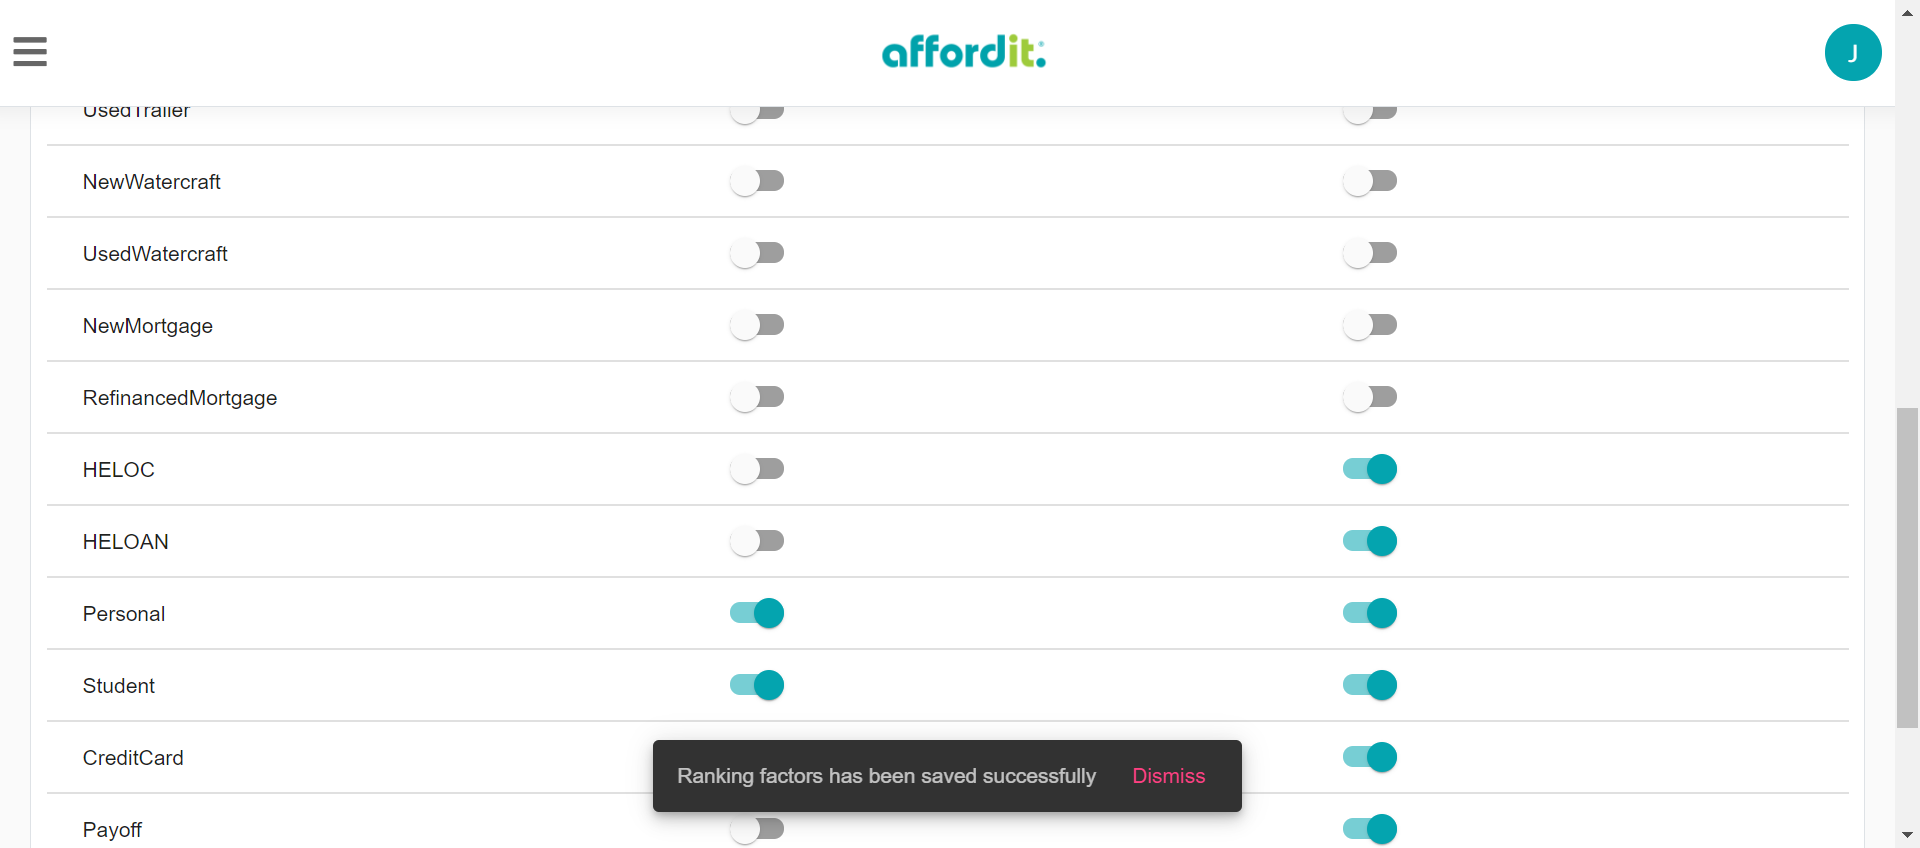 affordit:
J
UsedTrailer
NewWatercraft
UsedWatercraft
NewMortgage
RefinancedMortgage
HELOC
HELOAN
Personal
Student
CreditCard
Ranking factors has been saved successfully Dismiss
Payoff